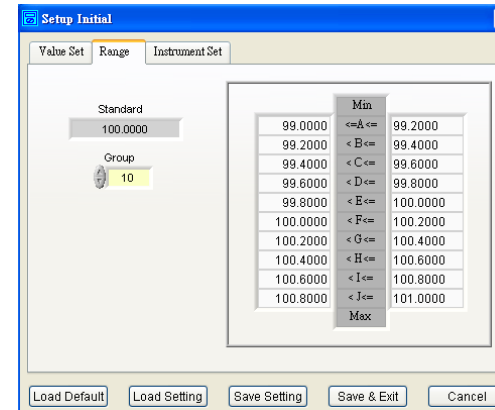 Setup Initial
Value Set Range Instrument Set
Standard
100.0000
Group
10
Min
99.0000 <=A<= 99.2000
99.2000 < B<= 99.4000
99.4000 < C<= 99.6000
99.6000 < D<= 99.8000
99.8000 < E<= 100.0000
100.0000 < F<= 100.2000
100.2000 < G<= 100.4000
100.4000 < H<= 100.6000
100.6000 < I<= 100.8000
100.8000 < J<= 101.0000
Max
Load Default Load Setting Save Setting Save & Exit Cancel